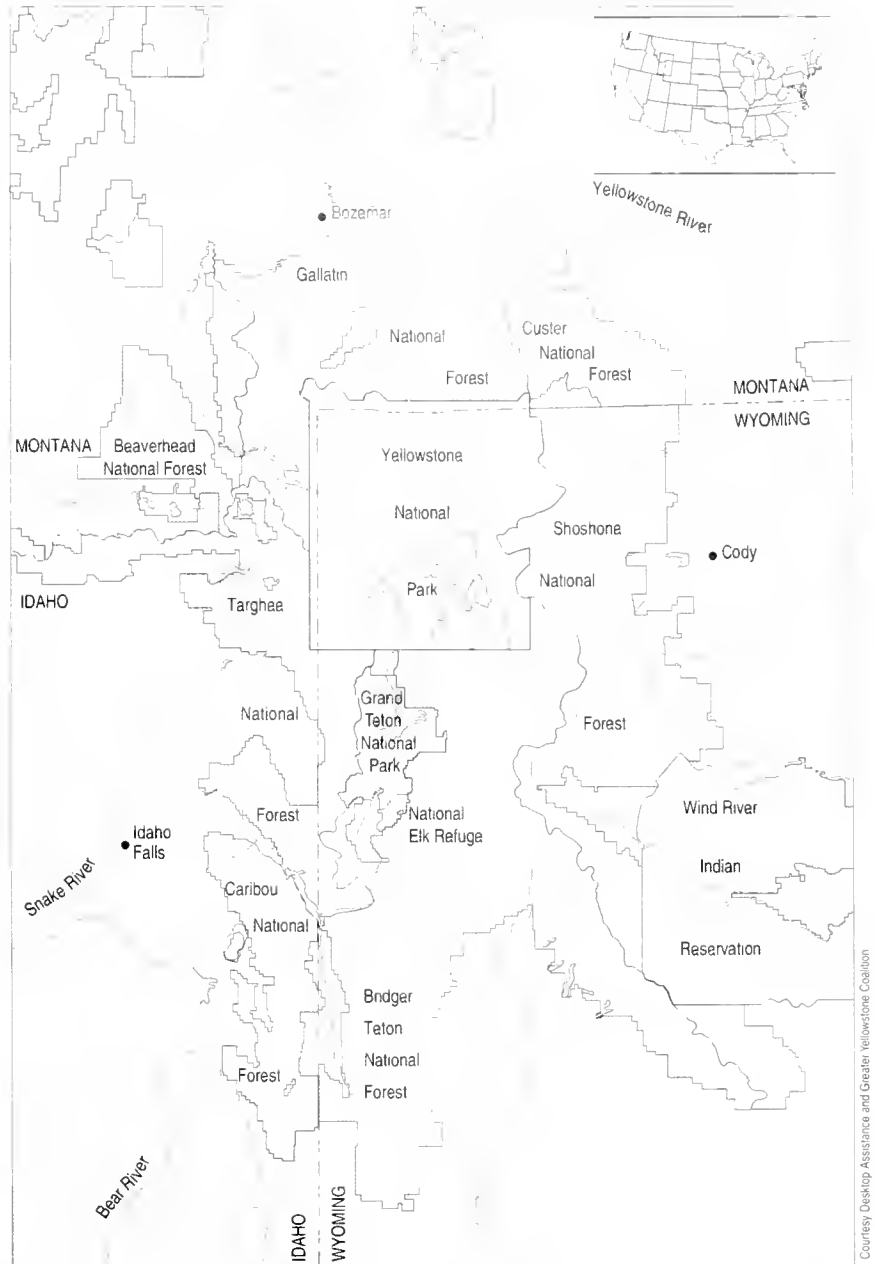 Yellowstone River
Bozemar
Gallatin
National
Forest
Custer
National
Forest
MONTANA
WYOMING
MONTANA
Beaverhead
National Forest
IDAHO
Yellowstone
National
Park
Shoshona
National
Forest
Cody
Targhee
National
Forest
Grand
Teton
National
Park
National
Elk Refuge
Wind River
Indian
Reservation
Idaho
Falls
Snake River
Caribou
National
Forest
Bridger
Teton
National
Forest
Bear River
IDAHO
WYOMING
Courtesy Desktop Assistance and Greater Yellowstone Coalition